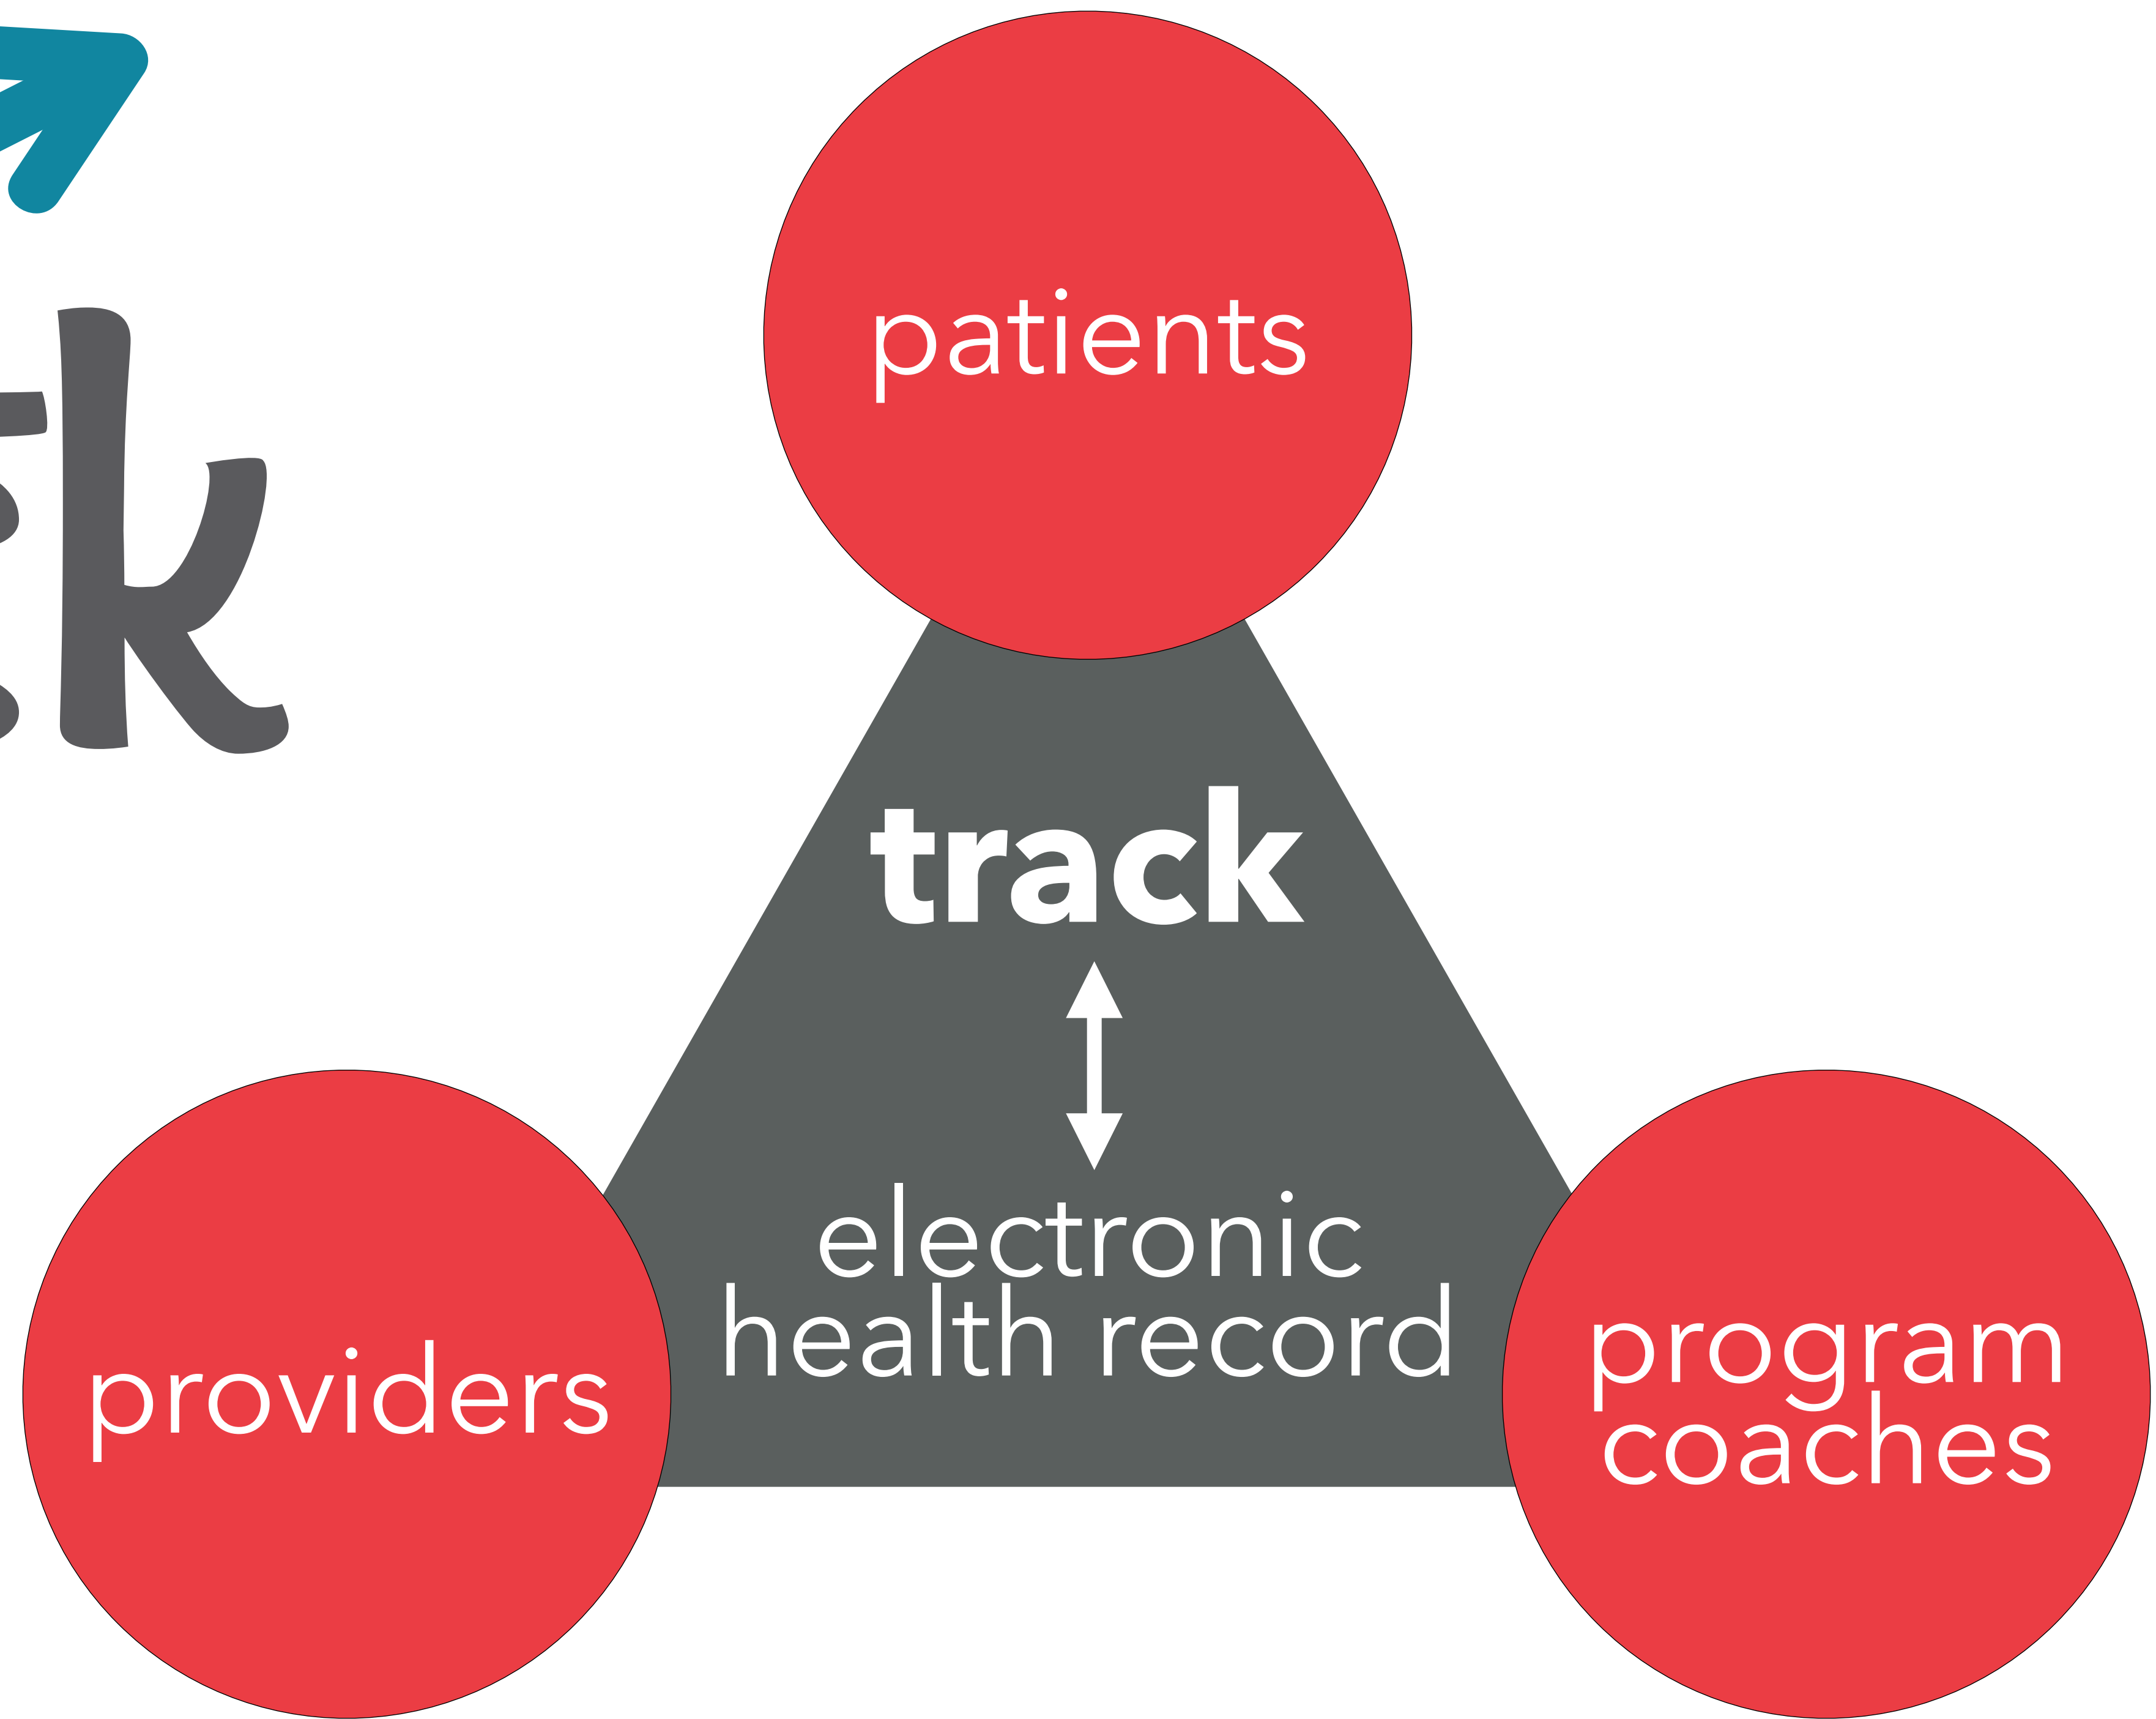 k
patients
track
electronic
health record
providers
program
coaches